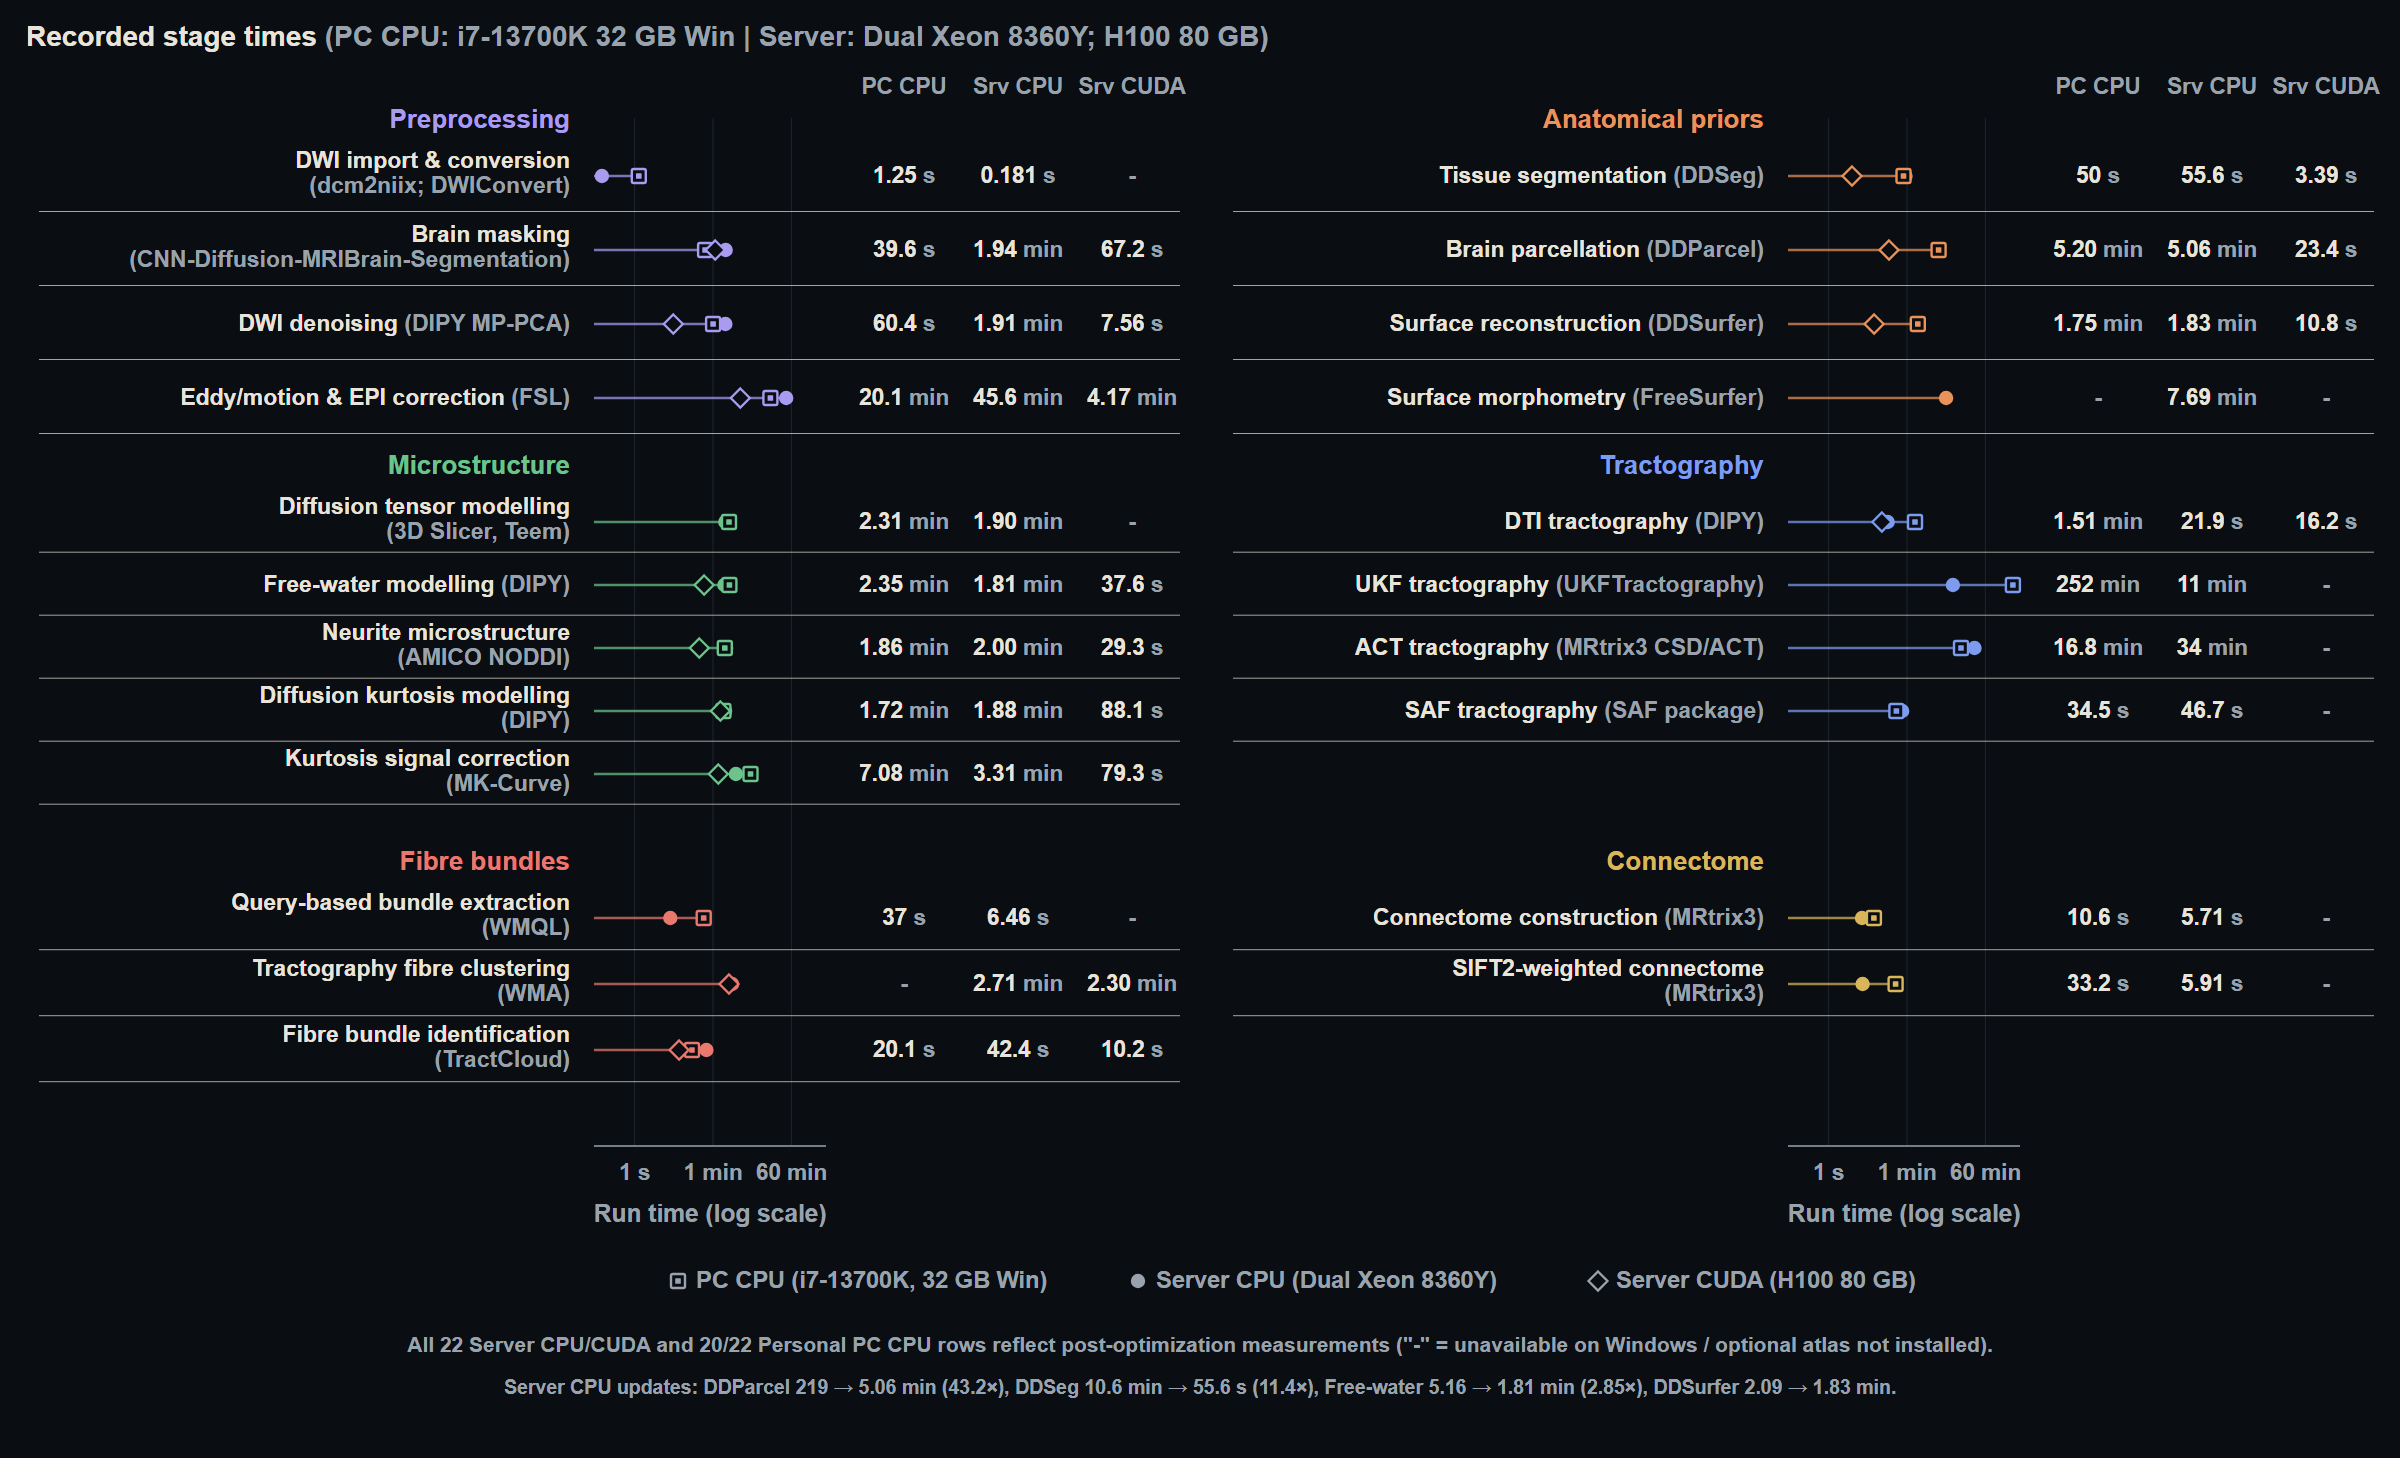 Recorded stage times (PC CPU: i7-13700K 32 GB Win | Server: Dual Xeon 8360Y; H100 80 GB)
PC CPU Srv CPU Srv CUDA
Preprocessing
DWI import & conversion
(dcm2niix; DWIConvert)
1.25 s 0.181 s -
Brain masking
(CNN-Diffusion-MRIBrain-Segmentation)
39.6 s 1.94 min 67.2 s
DWI denoising (DIPY MP-PCA) 60.4 s 1.91 min 7.56 s
Eddy/motion & EPI correction (FSL) 20.1 min 45.6 min 4.17 min
Microstructure
Diffusion tensor modelling
(3D Slicer, Teem)
2.31 min 1.90 min -
Free-water modelling (DIPY) 2.35 min 1.81 min 37.6 s
Neurite microstructure
(AMICO NODDI)
1.86 min 2.00 min 29.3 s
Diffusion kurtosis modelling
(DIPY)
1.72 min 1.88 min 88.1 s
Kurtosis signal correction
(MK-Curve)
7.08 min 3.31 min 79.3 s
Fibre bundles
Query-based bundle extraction
(WMQL)
37 s 6.46 s -
Tractography fibre clustering
(WMA)
- 2.71 min 2.30 min
Fibre bundle identification
(TractCloud)
20.1 s 42.4 s 10.2 s
1 s 1 min 60 min
Run time (log scale)
PC CPU Srv CPU Srv CUDA
Anatomical priors
Tissue segmentation (DDSeg) 50 s 55.6 s 3.39 s
Brain parcellation (DDParcel) 5.20 min 5.06 min 23.4 s
Surface reconstruction (DDSurfer) 1.75 min 1.83 min 10.8 s
Surface morphometry (FreeSurfer) - 7.69 min -
Tractography
DTI tractography (DIPY) 1.51 min 21.9 s 16.2 s
UKF tractography (UKFTractography) 252 min 11 min -
ACT tractography (MRtrix3 CSD/ACT) 16.8 min 34 min -
SAF tractography (SAF package) 34.5 s 46.7 s -
Connectome
Connectome construction (MRtrix3) 10.6 s 5.71 s -
SIFT2-weighted connectome
(MRtrix3)
33.2 s 5.91 s -
1 s 1 min 60 min
Run time (log scale)
PC CPU (i7-13700K, 32 GB Win) Server CPU (Dual Xeon 8360Y) Server CUDA (H100 80 GB)
All 22 Server CPU/CUDA and 20/22 Personal PC CPU rows reflect post-optimization measurements ("-" = unavailable on Windows / optional atlas not installed).
Server CPU updates: DDParcel 219 → 5.06 min (43.2×), DDSeg 10.6 min → 55.6 s (11.4×), Free-water 5.16 → 1.81 min (2.85×), DDSurfer 2.09 → 1.83 min.